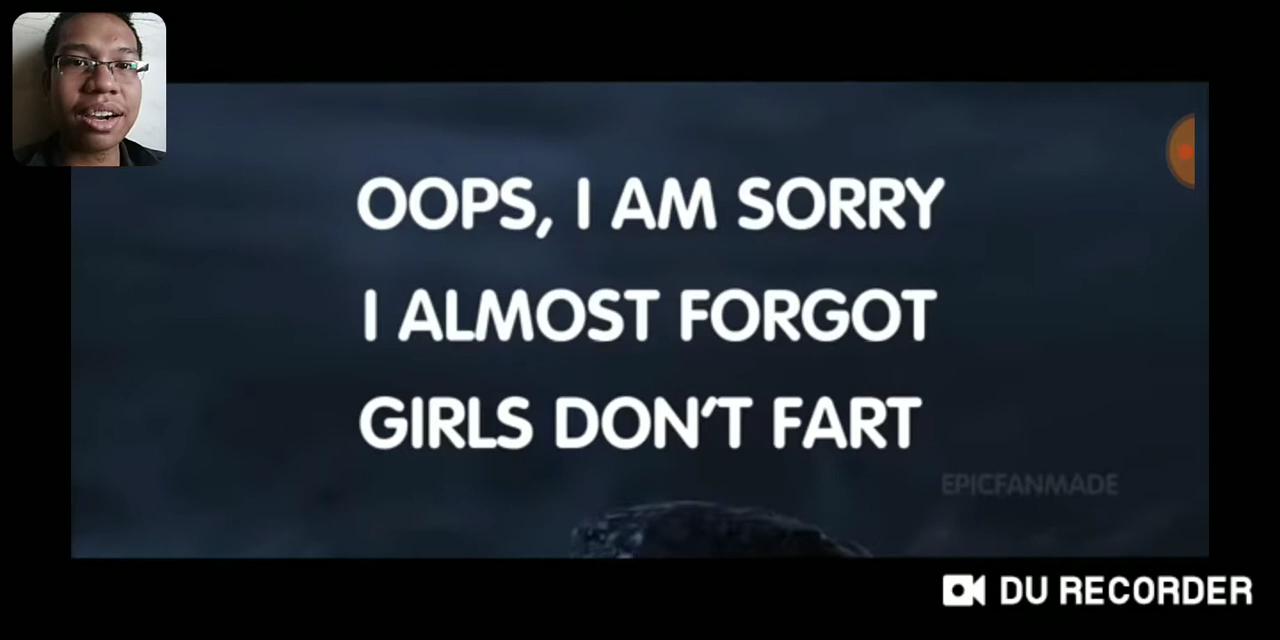 OOPS, I AM SORRY
I ALMOST FORGOT
GIRLS DON'T FART
EPICFANMADE
DU RECORDER